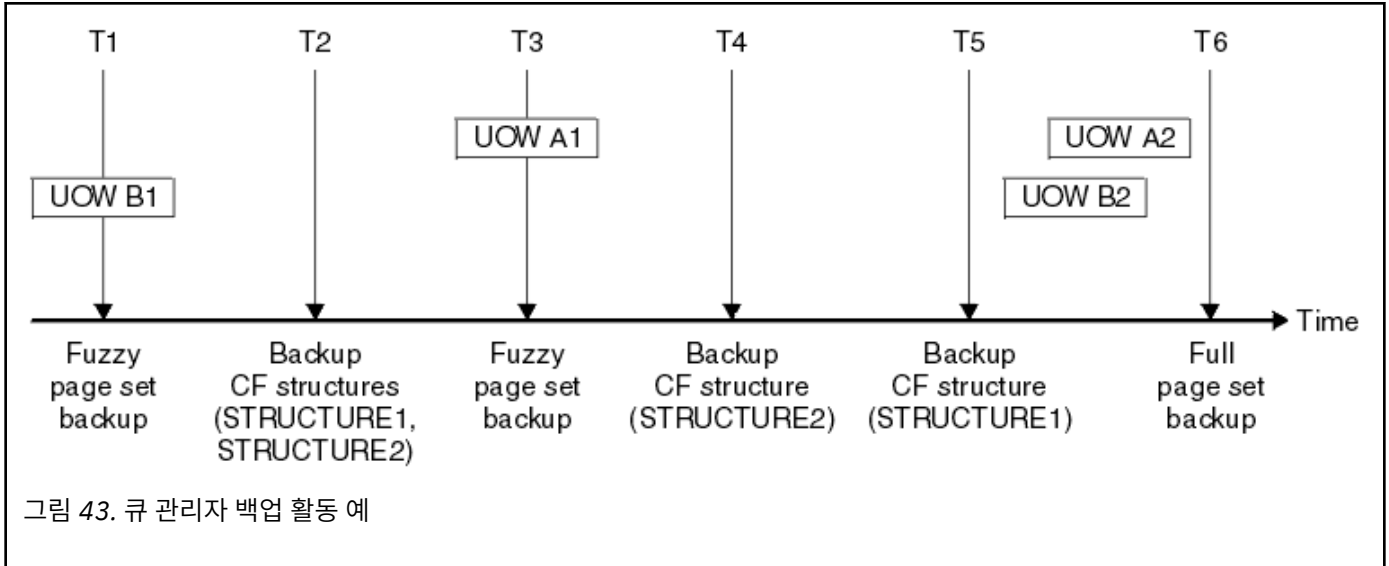 T1 T2 T3 T4 T5 T6
UOW A1 UOW A2
UOW B1 UOW B2
Time
Fuzzy
page set
backup
Backup
CF structures
(STRUCTURE1,
STRUCTURE2)
Fuzzy
page set
backup
Backup
CF structure
(STRUCTURE2)
Backup
CF structure
(STRUCTURE1)
Full
page set
backup
그림 43. 큐 관리자 백업 활동 예